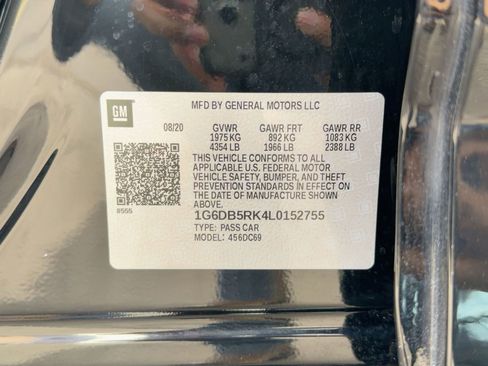 GM
MFD BY GENERAL MOTORS LLC
08/20 GVWR GAWR FRT GAWR RR
1975 KG 892 KG 1083 KG
4354 LB 1966 LB 2388 LB
THIS VEHICLE CONFORMS TO ALL
APPLICABLE U.S. FEDERAL MOTOR
VEHICLE SAFETY, BUMPER, AND THEFT
PREVENTION STANDARDS IN EFFECT
ON THE DATE OF MANUFACTURE SHOWN
ABOVE.
#555
1G6DB5RK4L0152755
TYPE: PASS CAR
MODEL: 456DC69